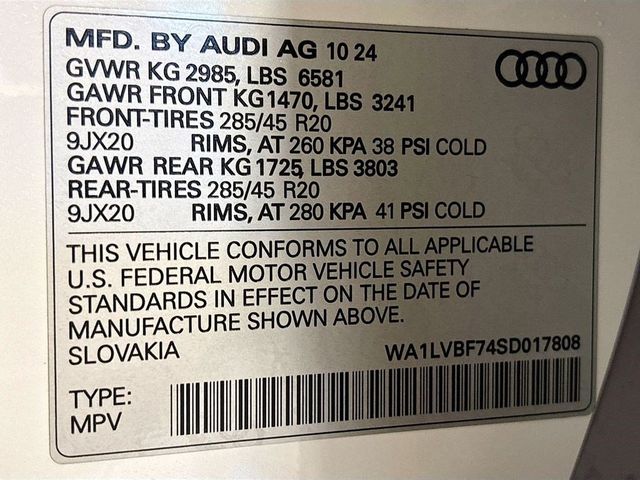 MFD. BY AUDI AG 10 24
GVWR KG 2985, LBS 6581
GAWR FRONT KG 1470, LBS 3241
FRONT-TIRES 285/45 R20
9JX20 RIMS, AT 260 KPA 38 PSI COLD
GAWR REAR KG 1725, LBS 3803
REAR-TIRES 285/45 R20
9JX20 RIMS, AT 280 KPA 41 PSI COLD
THIS VEHICLE CONFORMS TO ALL APPLICABLE
U.S. FEDERAL MOTOR VEHICLE SAFETY
STANDARDS IN EFFECT ON THE DATE OF
MANUFACTURE SHOWN ABOVE.
SLOVAKIA WA1LVBF74SD017808
TYPE:
MPV